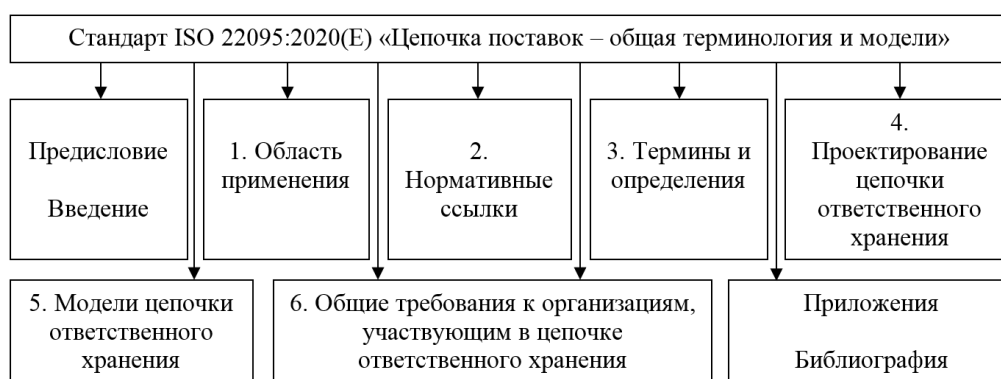 Стандарт ISO 22095:2020(E) «Цепочка поставок – общая терминология и модели»
Предисловие
Введение
1. Область
применения
2.
Нормативные
ссылки
3. Термины и
определения
4.
Проектирование
цепочки
ответственного
хранения
5. Модели цепочки
ответственного
хранения
6. Общие требования к организациям,
участвующим в цепочке
ответственного хранения
Приложения
Библиография